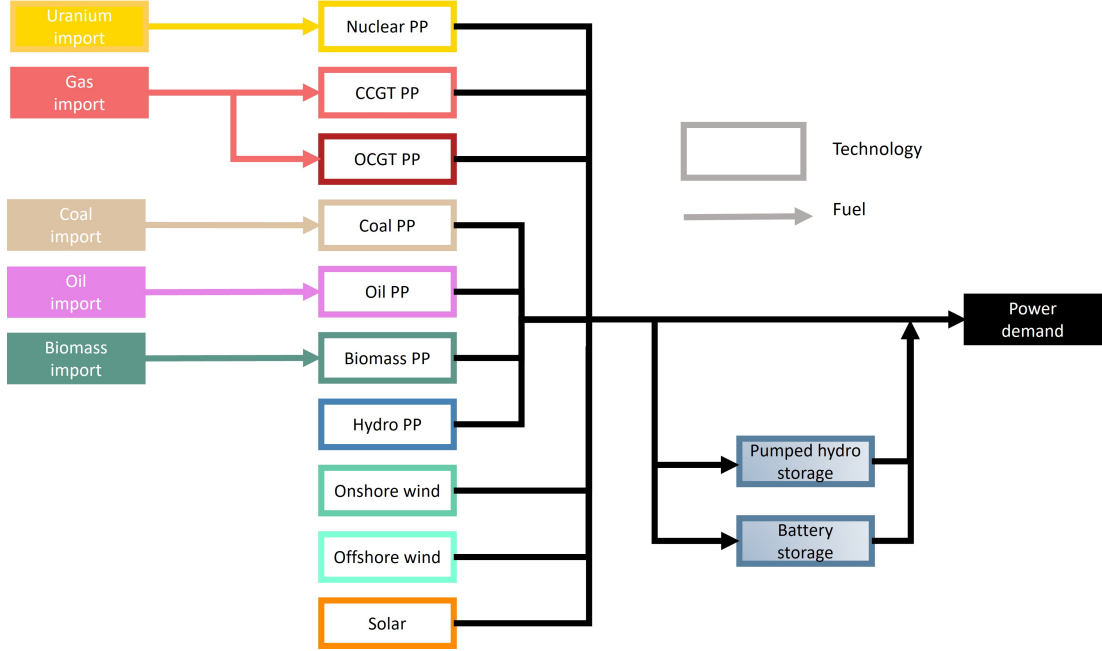 Uranium
import
Nuclear PP
Gas
import
CCGT PP
OCGT PP
Technology
Coal
import
Coal PP
Fuel
Oil
import
Oil PP
Power
demand
Biomass
import
Biomass PP
Hydro PP
Pumped hydro
storage
Onshore wind
Battery
storage
Offshore wind
Solar